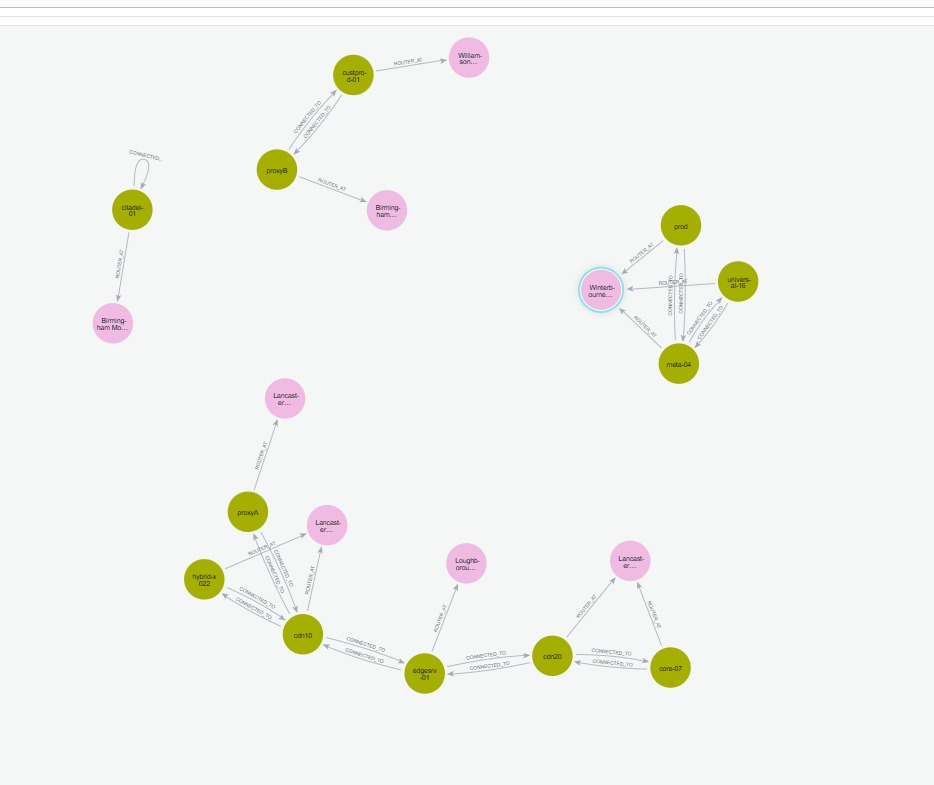 William-
son...
ROUTER_AT
custpro-
d-01
CONNECTED_TO
CONNECTED_TO
proxyB
ROUTER_AT
Birming-
ham...
CONNECTED...
citadel-
01
ROUTER_AT
Birming-
ham Mo...
prod
ROUTER_AT
Winterb-
ourne...
ROUTER_AT
univers-
al-16
CONNECTED_TO
CONNECTED_TO
CONNECTED_TO
CONNECTED_TO
ROUTER_AT
meta-04
Lancast-
er...
ROUTER_AT
proxyA
Lancast-
er...
ROUTER_AT
CONNECTED_TO
CONNECTED_TO
ROUTER_AT
hybrid-x
022
CONNECTED_TO
CONNECTED_TO
cdn10
CONNECTED_TO
CONNECTED_TO
Loughb-
orou...
ROUTER_AT
edgesrv
-01
CONNECTED_TO
CONNECTED_TO
Lancast-
er...
ROUTER_AT
ROUTER_AT
cdn20
CONNECTED_TO
CONNECTED_TO
core-07